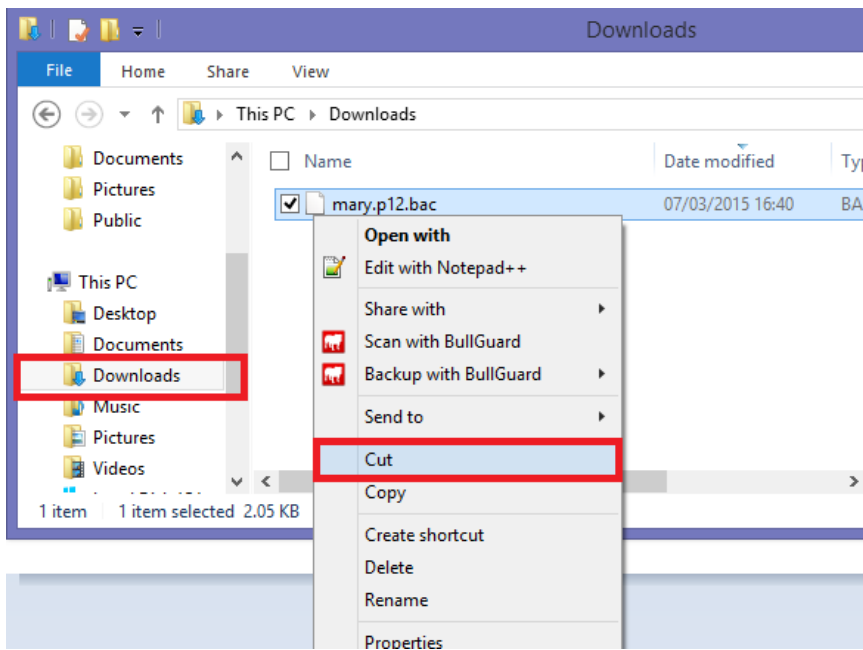 Downloads
File Home Share View
This PC Downloads
Documents
Pictures
Public
This PC
Desktop
Documents
Downloads
Music
Pictures
Videos
Name Date modified
mary.p12.bac 07/03/2015 16:40 BA
Open with
Edit with Notepad++
Share with
Scan with BullGuard
Backup with BullGuard
Send to
Cut
Copy
Create shortcut
Delete
Rename
Properties
1 item 1 item selected 2.05 KB